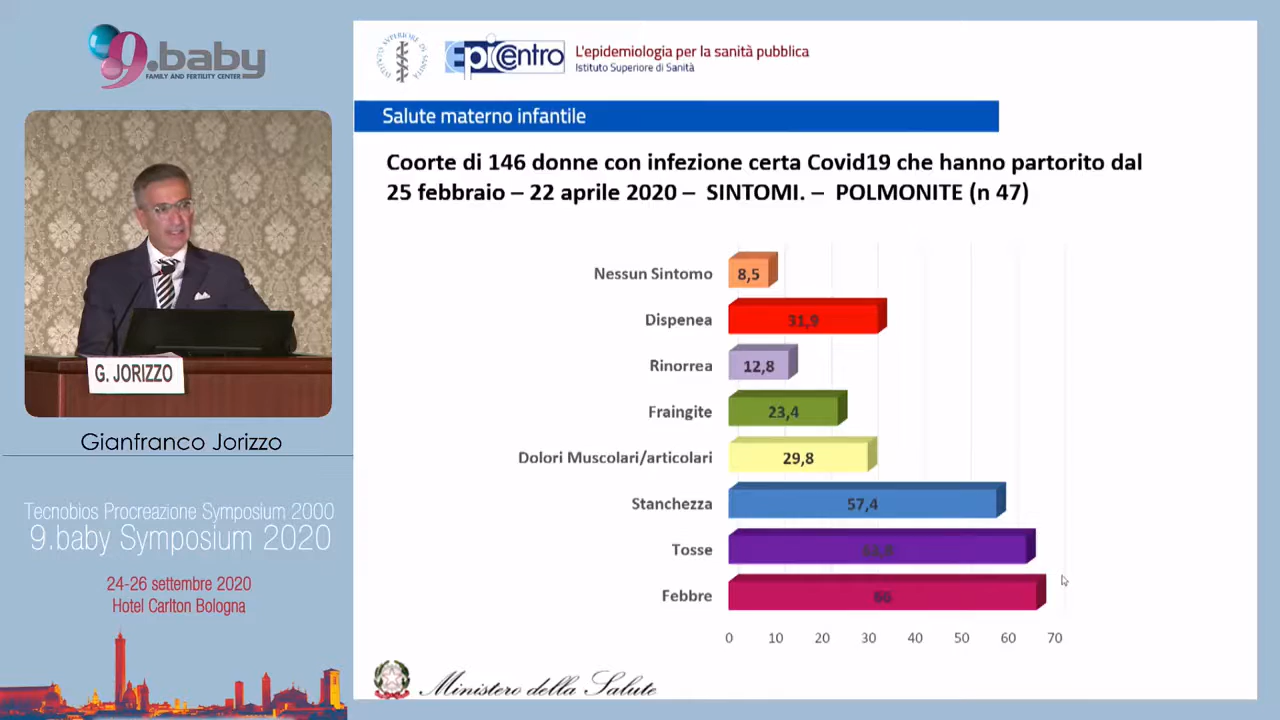 9.baby
FAMILY AND FERTILITY CENTER
G. JORIZZO
Gianfranco Jorizzo
Tecnobios Procreazione Symposium 2000
9.baby Symposium 2020
24-26 settembre 2020
Hotel Carlton Bologna
EpiCentro
L'epidemiologia per la sanità pubblica
Istituto Superiore di Sanità
Salute materno infantile
Coorte di 146 donne con infezione certa Covid19 che hanno partorito dal
25 febbraio – 22 aprile 2020 – SINTOMI. – POLMONITE (n 47)
Nessun Sintomo 8,5
Dispenea 31,9
Rinorrea 12,8
Fraingite 23,4
Dolori Muscolari/articolari 29,8
Stanchezza 57,4
Tosse
Febbre 66
0 10 20 30 40 50 60 70
Ministero della Salute